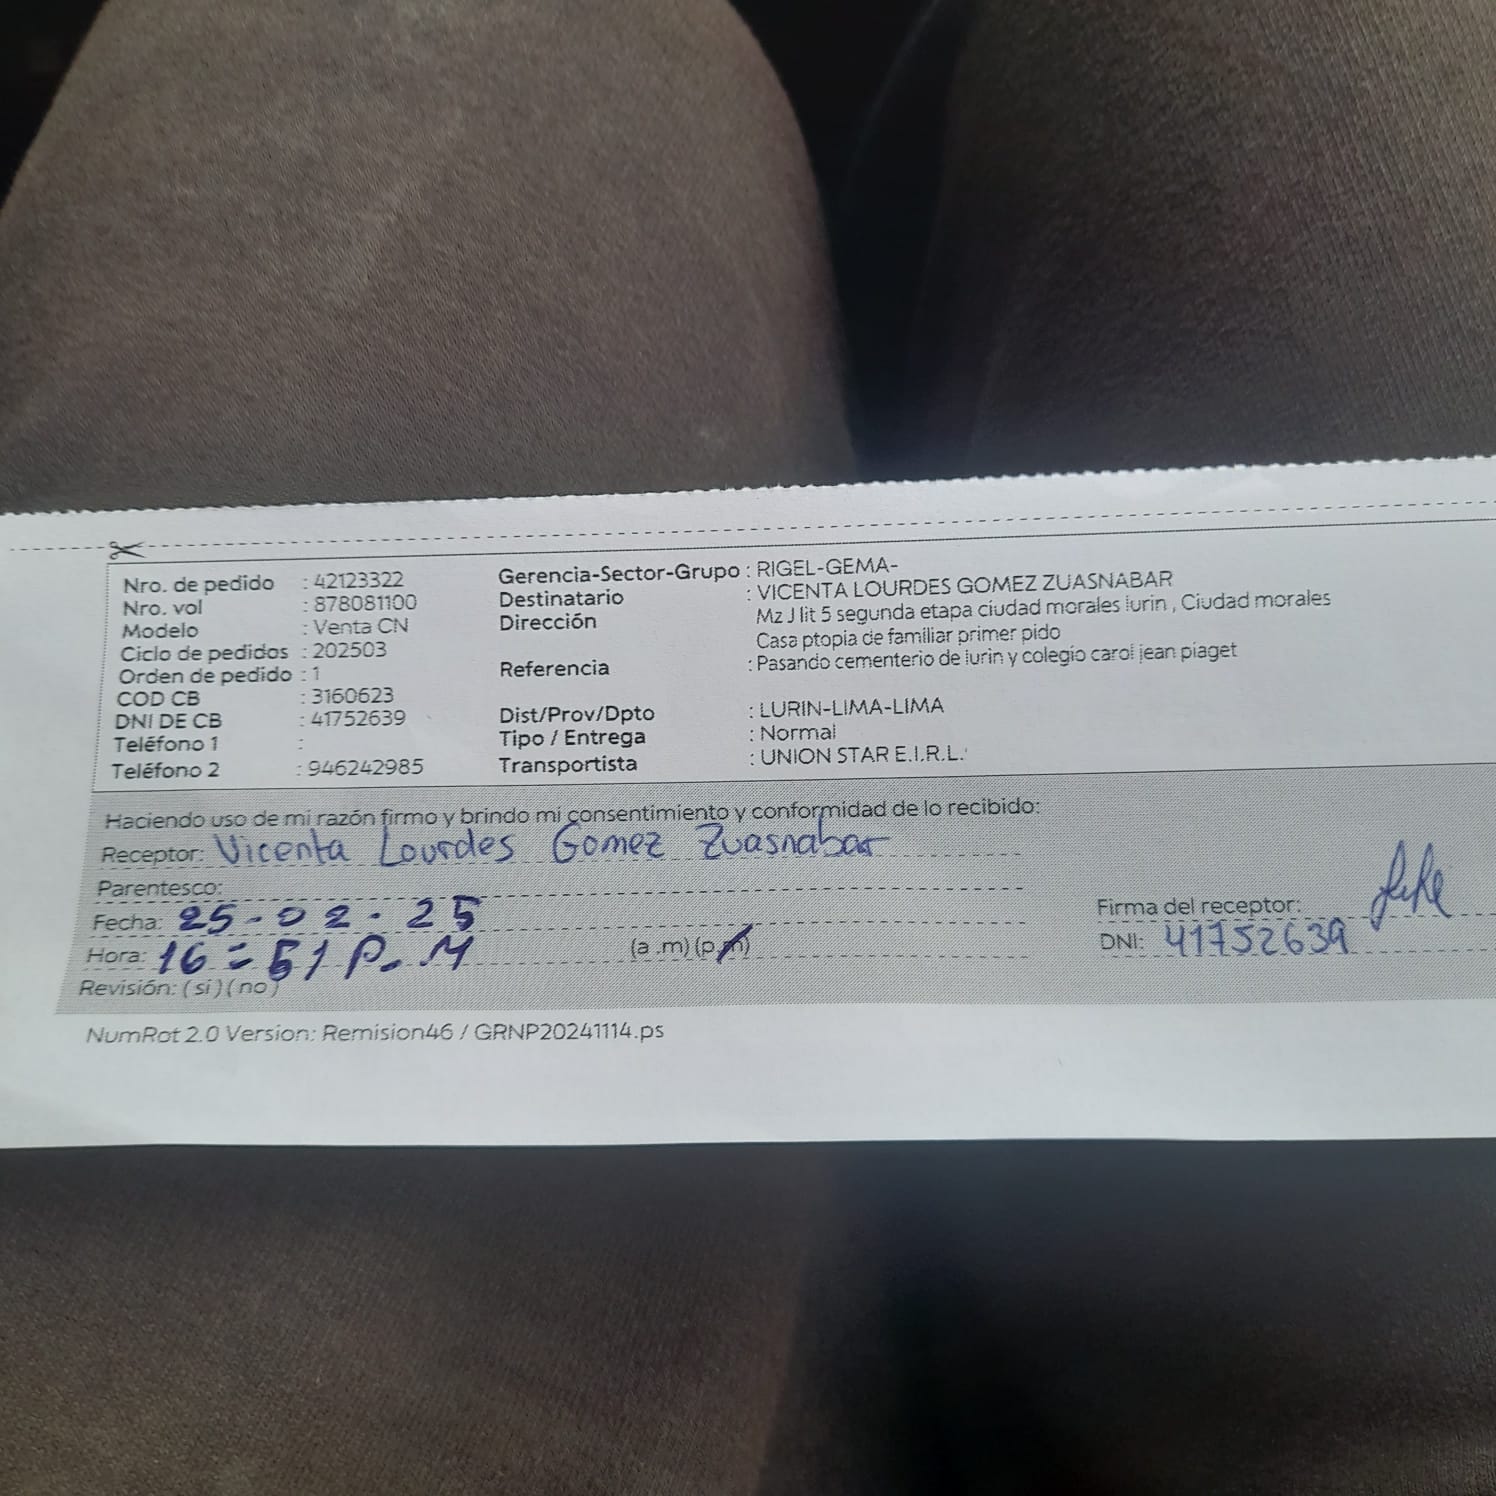 Nro. de pedido : 42123322 Gerencia-Sector-Grupo : RIGEL-GEMA-
Nro. vol : 878081100 Destinatario : VICENTA LOURDES GOMEZ ZUASNABAR
Modelo : Venta CN Dirección Mz J lit 5 segunda etapa ciudad morales lurin , Ciudad morales
Ciclo de pedidos : 202503 Casa ptopia de familiar primer pido
Orden de pedido : 1 Referencia : Pasando cementerio de lurin y colegio carol jean piaget
COD CB : 3160623
DNI DE CB : 41752639 Dist/Prov/Dpto : LURIN-LIMA-LIMA
Teléfono 1 : Tipo / Entrega : Normal
Teléfono 2 : 946242985 Transportista : UNION STAR E.I.R.L.
Haciendo uso de mi razón firmo y brindo mi consentimiento y conformidad de lo recibido:
Receptor: Vicenta Lourdes Gomez Zuasnabar
Parentesco:
Fecha: 25-02-25 Firma del receptor:
Hora: 16=51 P.M (a .m) (p.m) DNI: 41752639
Revisión: ( si ) ( no )
NumRot 2.0 Version: Remision46 / GRNP20241114.ps